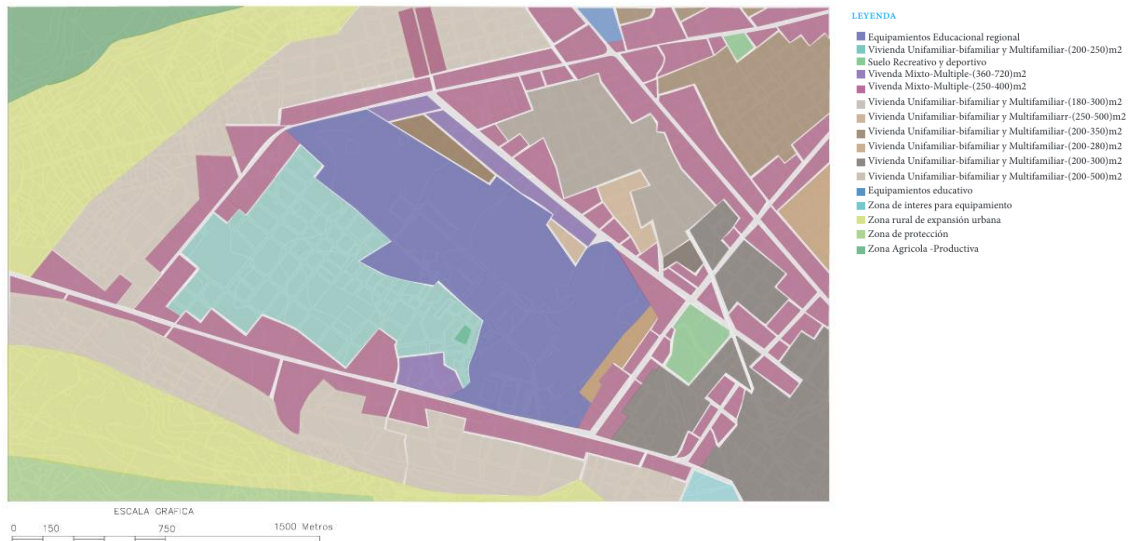 LEYENDA
Equipamientos Educacional regional
Vivienda Unifamiliar-bifamiliar y Multifamiliar-(200-250)m2
Suelo Recreativo y deportivo
Vivenda Mixto-Multiple-(360-720)m2
Vivenda Mixto-Multiple-(250-400)m2
Vivienda Unifamiliar-bifamiliar y Multifamiliar-(180-300)m2
Vivienda Unifamiliar-bifamiliar y Multifamiliarr-(250-500)m2
Vivienda Unifamiliar-bifamiliar y Multifamiliar-(200-350)m2
Vivienda Unifamiliar-bifamiliar y Multifamiliar-(200-280)m2
Vivienda Unifamiliar-bifamiliar y Multifamiliar-(200-300)m2
Vivienda Unifamiliar-bifamiliar y Multifamiliar-(200-500)m2
Equipamientos educativo
Zona de interes para equipamiento
Zona rural de expansión urbana
Zona de protección
Zona Agricola -Productiva
ESCALA GRAFICA
0 150 750 1500 Metros